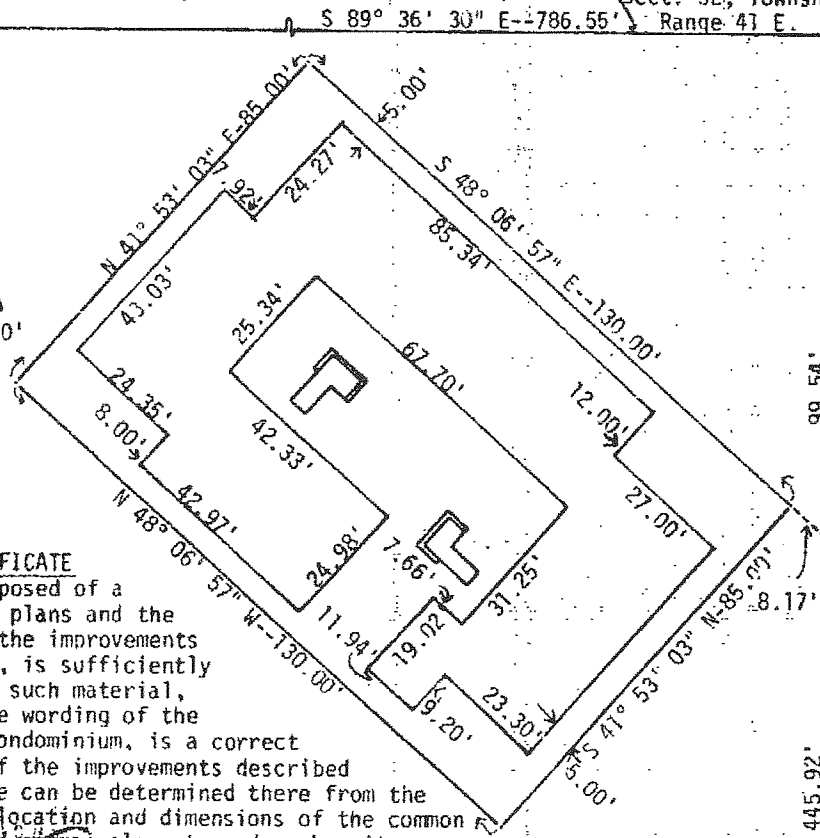 S 89° 36' 30" E--786.55'
Range 41 E.
N 41° 53' 03" E-85.00'
5.00'
7.92'
24.27'
S 48° 06' 57" E--130.00'
85.34'
43.03'
25.34'
67.70'
0'
24.35'
8.00'
42.33'
12.00'
99.54'
27.00'
42.97'
N 48° 06' 57" W--130.00'
24.98'
7.66'
31.25'
11.94'
19.02'
9.20'
23.30'
S 41° 53' 03" N-85.00'
8.17'
5.00'
445.92'
FICATE
posed of a
plans and the
the improvements
, is sufficiently
such material,
e wording of the
ondominium, is a correct
f the improvements described
e can be determined there from the
location and dimensions of the common